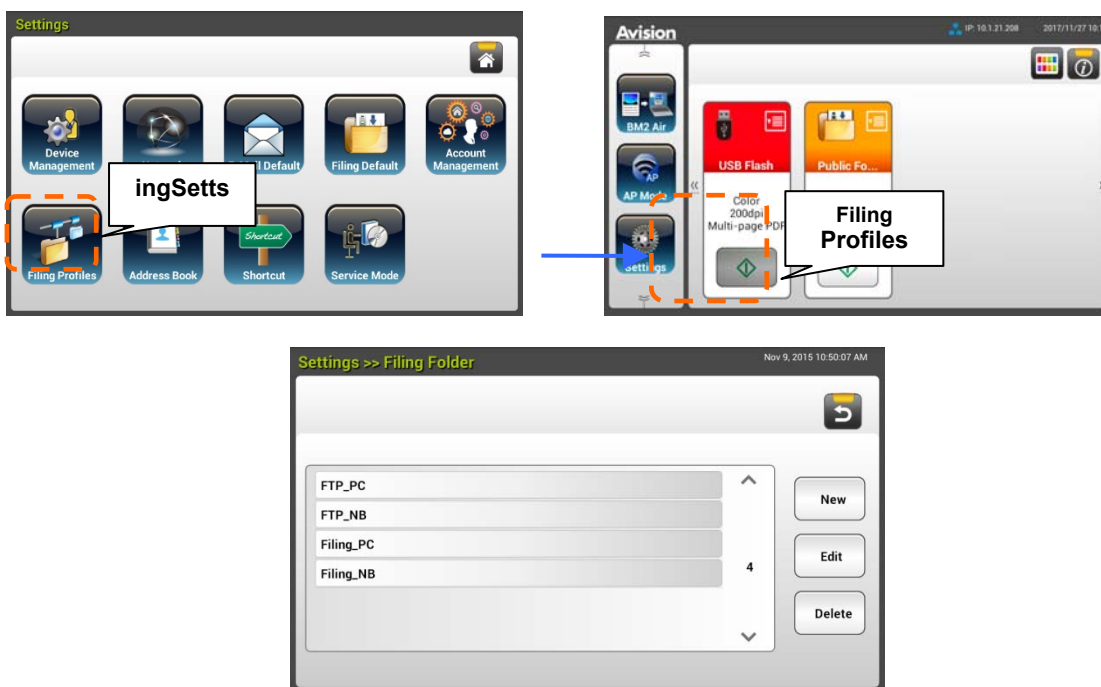 Settings
Device
Management
Default
Filing Default
Account
Management
ingSetts
Filing Profiles
Address Book
Shortcut
Shortcut
Service Mode
Avision
IP: 10.1.21.208
2017/11/27 10:
BM2 Air
AP
AP Mode
Settings
USB Flash
Color
200dpi
Multi-page PDF
Public Fo...
Filing
Profiles
Settings >> Filing Folder
Nov 9, 2015 10:50:07 AM
FTP_PC
FTP_NB
Filing_PC
Filing_NB
4
New
Edit
Delete